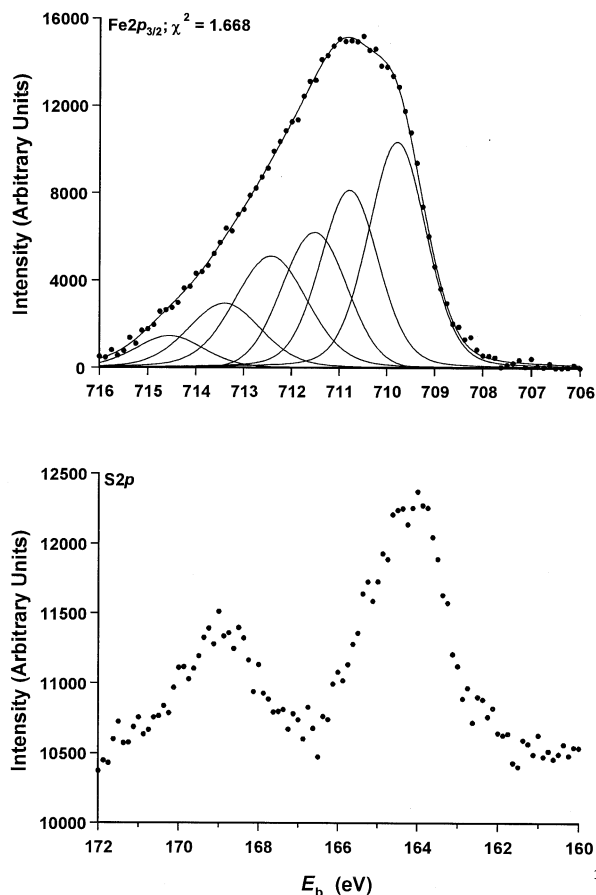 16000
Fe2p3/2; χ2 = 1.668
12000
8000
4000
0
Intensity (Arbitrary Units)
716 715 714 713 712 711 710 709 708 707 706
12500
S2p
12000
11500
11000
10500
10000
Intensity (Arbitrary Units)
172 170 168 166 164 162 160
Eb (eV)